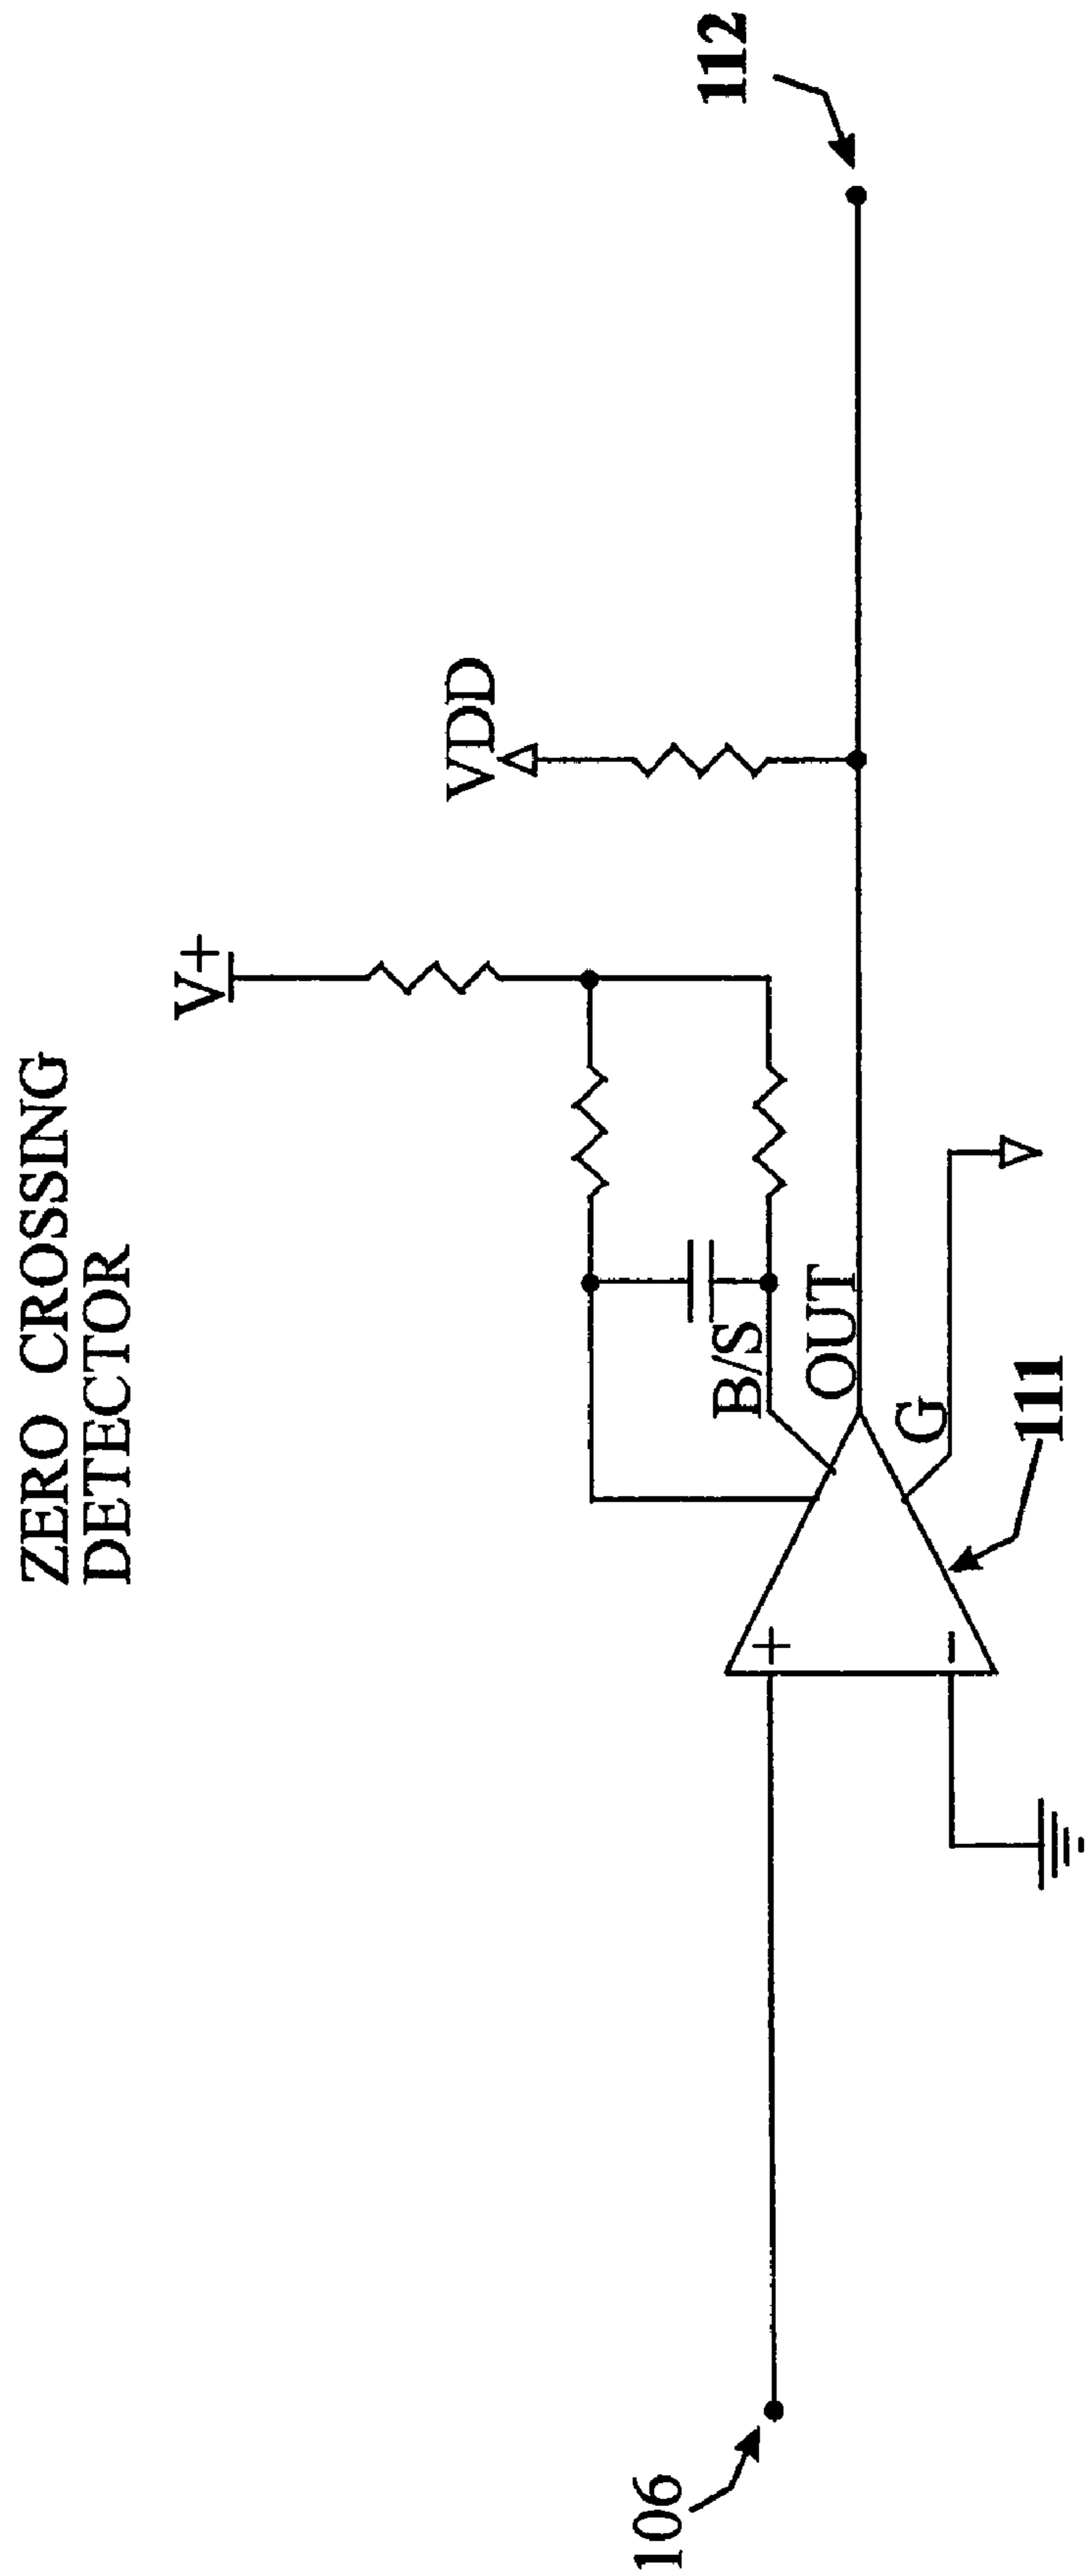 ZERO CROSSING
DETECTOR
V+
VDD
112
B/S
OUT
G
+
-
111
106